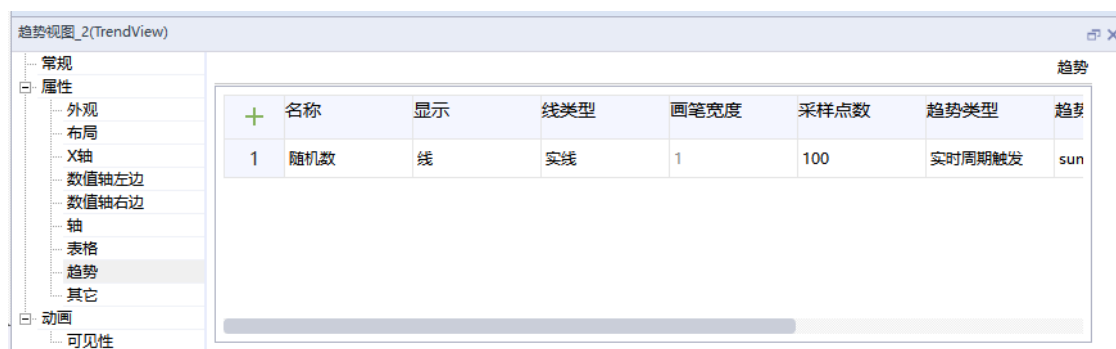 趋势视图_2(TrendView)
常规
趋势
属性
外观
布局
X轴
数值轴左边
数值轴右边
轴
表格
趋势
其它
动画
可见性
名称 显示 线类型 画笔宽度 采样点数 趋势类型 趋势
1 随机数 线 实线 1 100 实时周期触发 sun